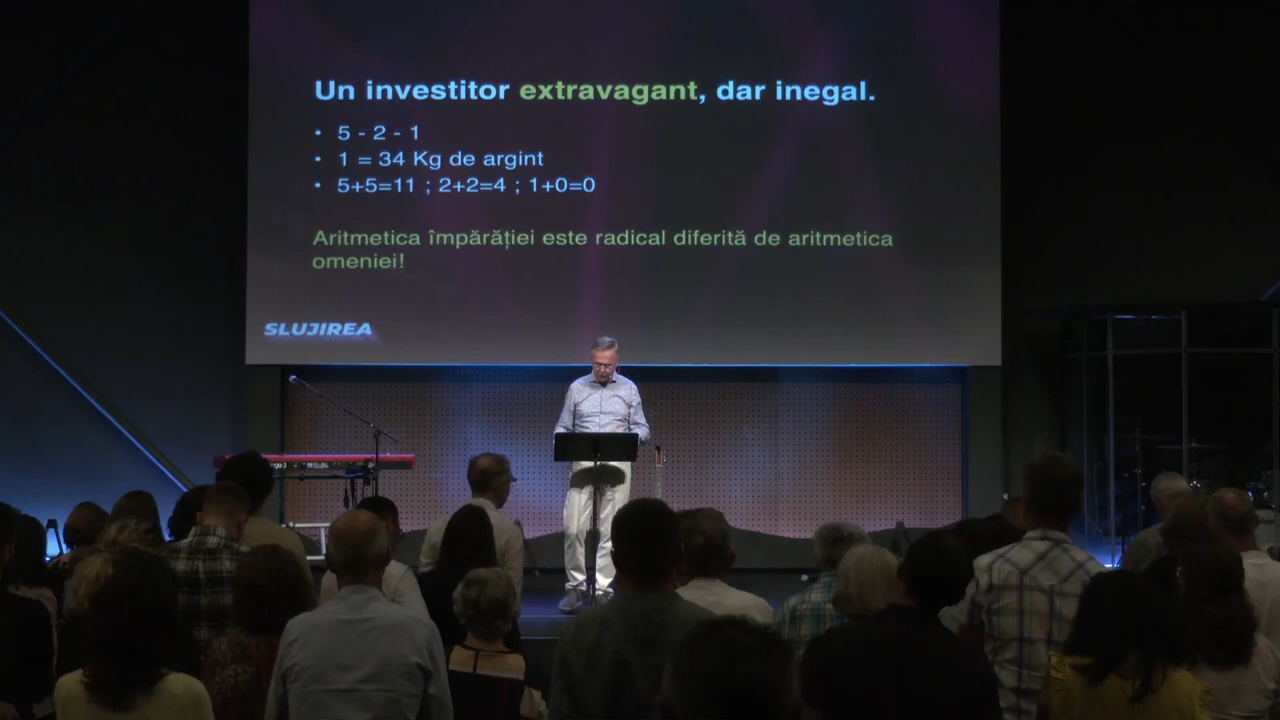 Un investitor extravagant, dar inegal.
• 5 - 2 - 1
• 1 = 34 Kg de argint
• 5+5=11 ; 2+2=4 ; 1+0=0
Aritmetica împărăției este radical diferită de aritmetica
omeniei!
SLUJIREA